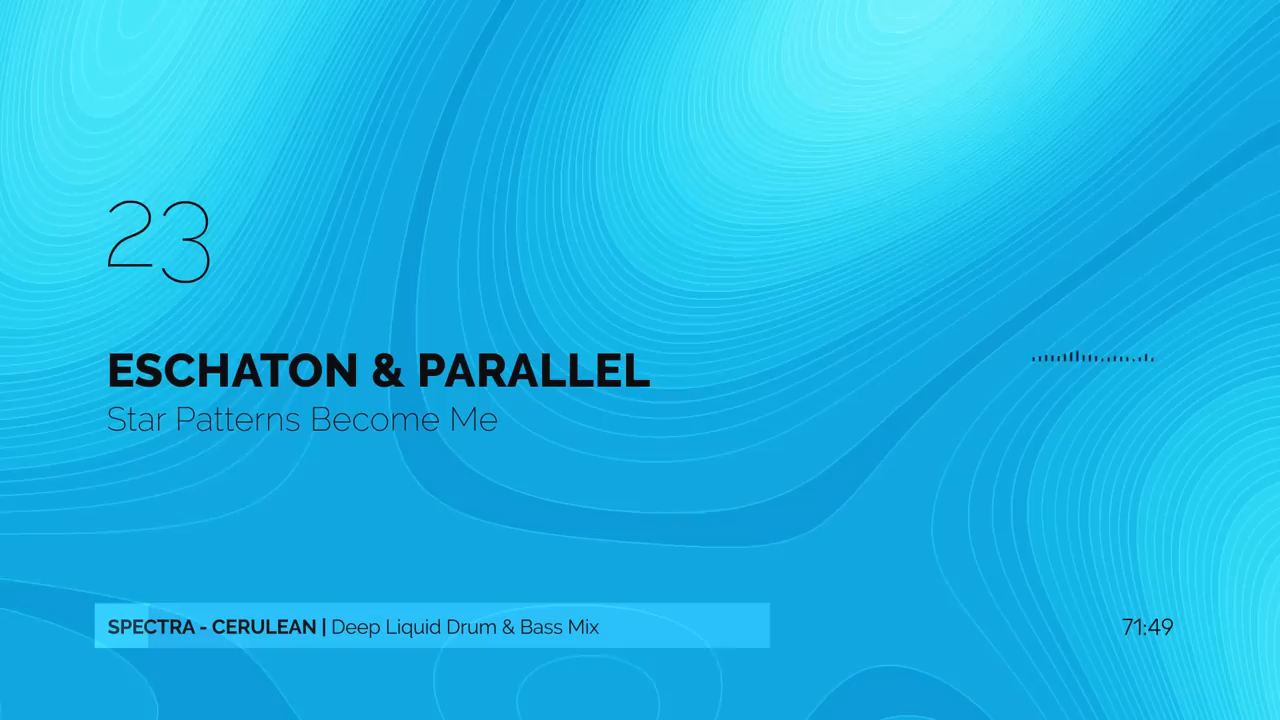 23
ESCHATON & PARALLEL
Star Patterns Become Me
SPECTRA - CERULEAN | Deep Liquid Drum & Bass Mix
71:49